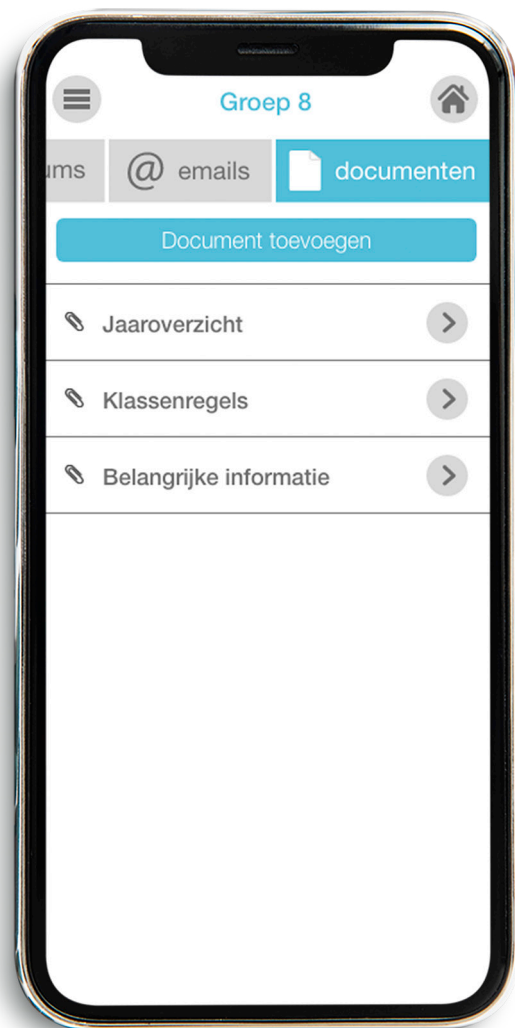 Groep 8
ums @ emails documenten
Document toevoegen
Jaaroverzicht
Klassenregels
Belangrijke informatie